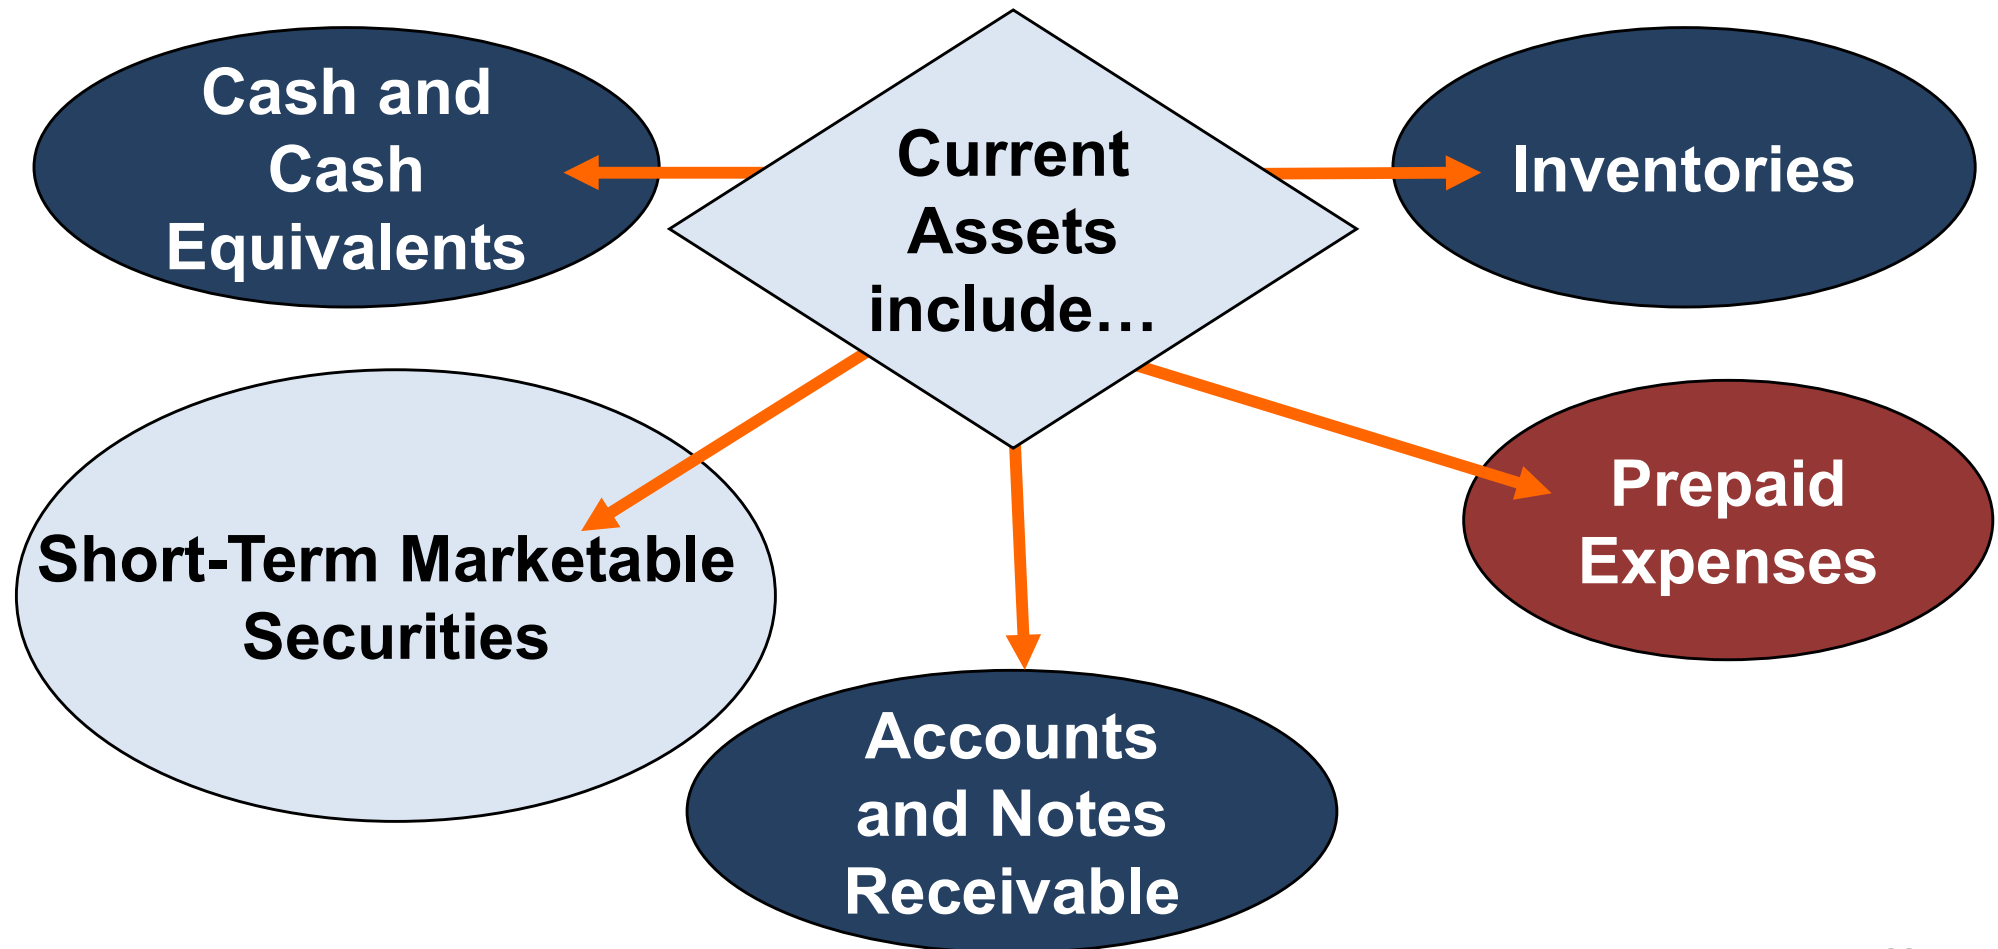 Cash and
Cash
Equivalents
Current
Assets
include…
Inventories
Short-Term Marketable
Securities
Prepaid
Expenses
Accounts
and Notes
Receivable